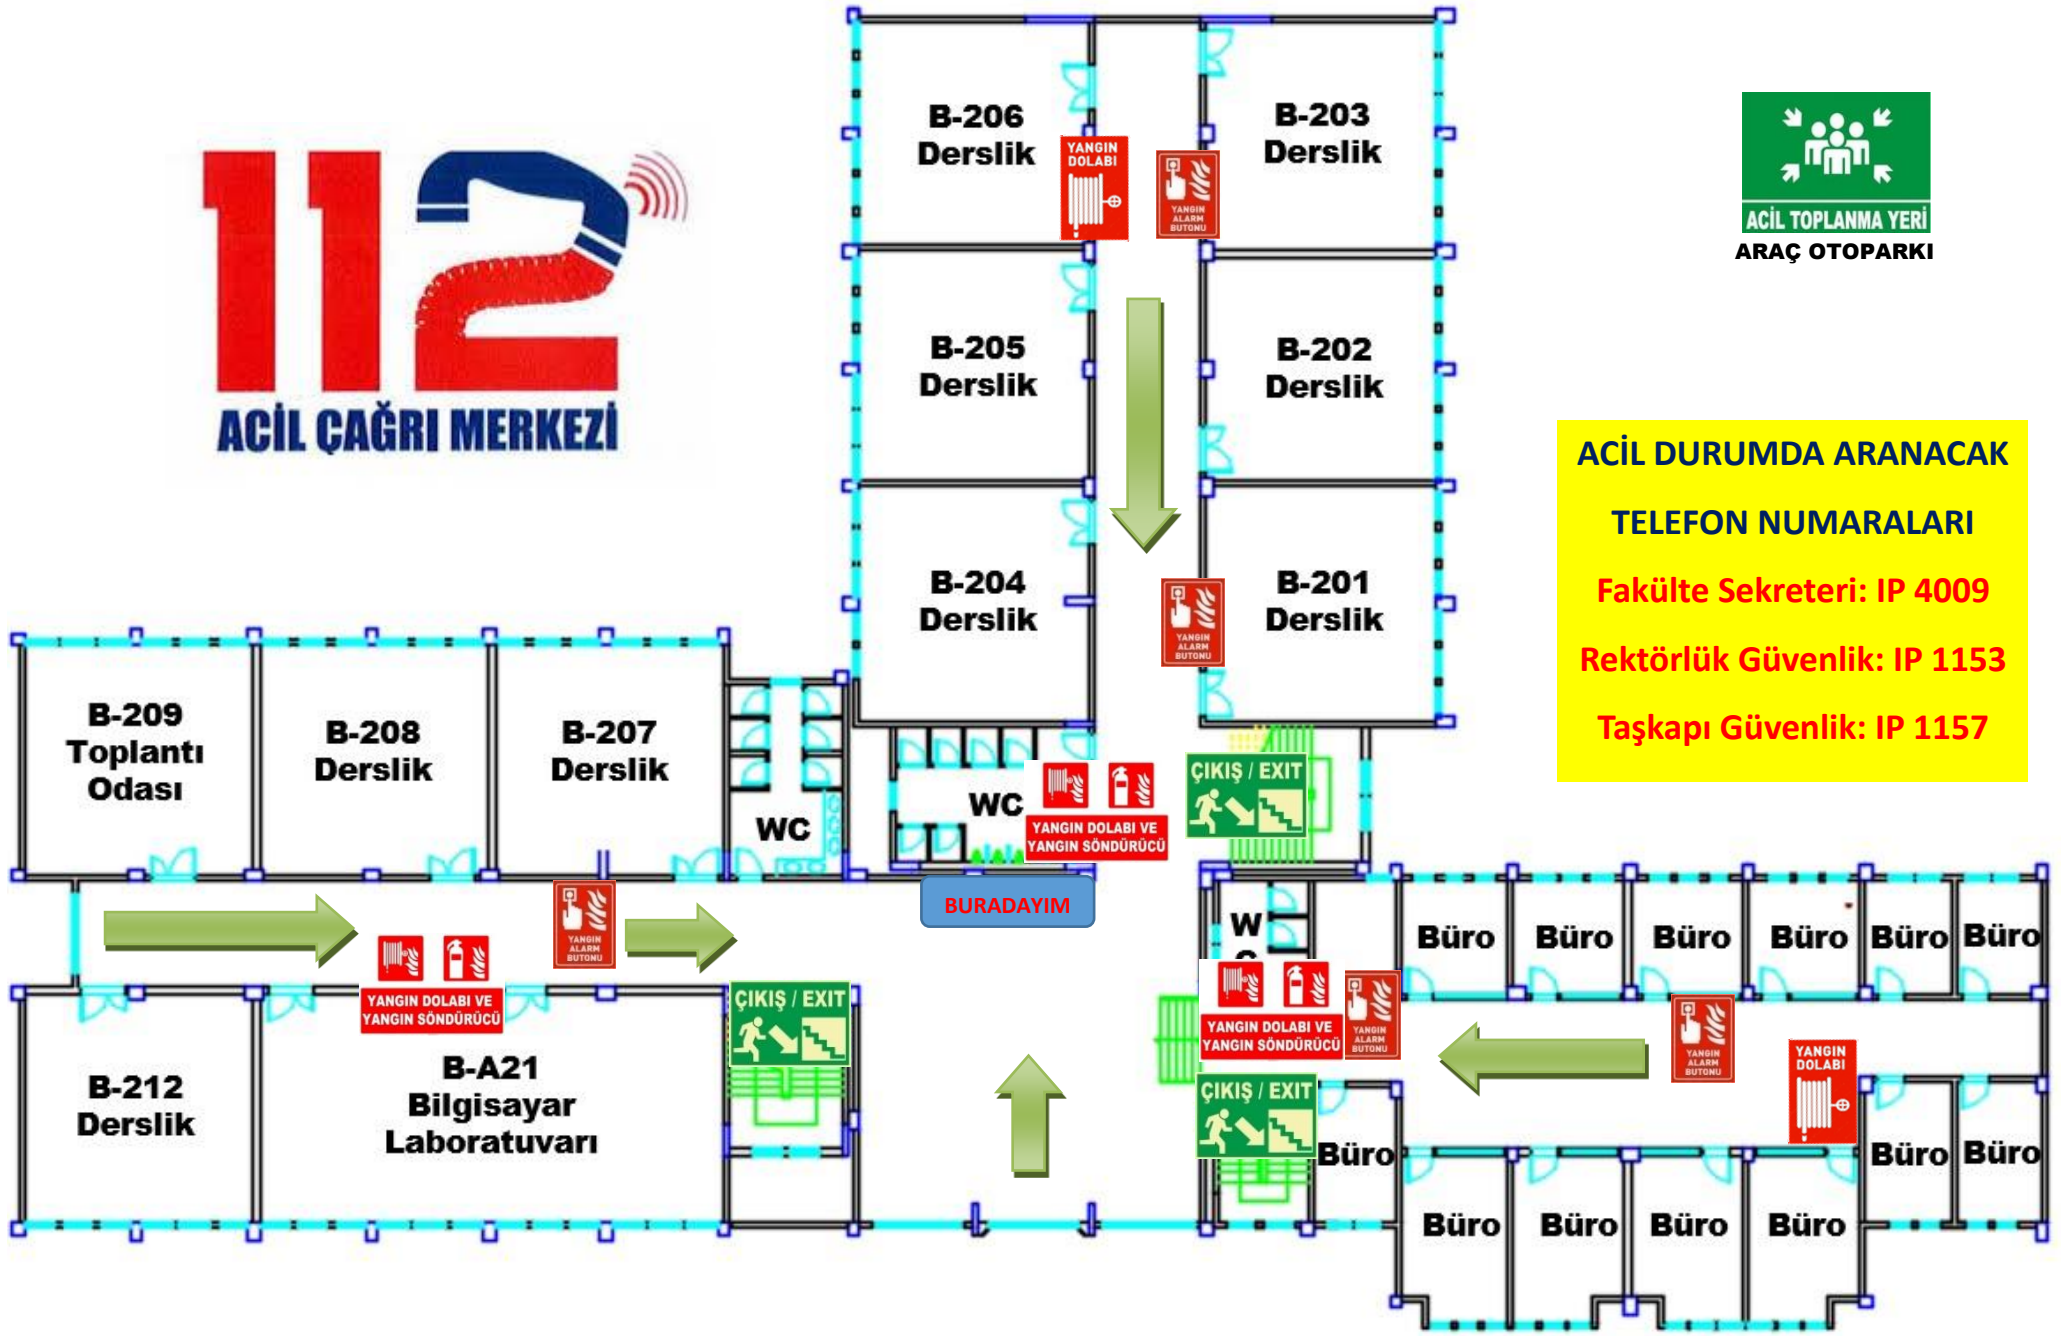 112
ACİL ÇAĞRI MERKEZİ
B-206
Derslik
B-203
Derslik
YANGIN
DOLABI
YANGIN
ALARM
BUTONU
ACİL TOPLANMA YERİ
ARAÇ OTOPARKI
B-205
Derslik
B-202
Derslik
ACİL DURUMDA ARANACAK
TELEFON NUMARALARI
Fakülte Sekreteri: IP 4009
Rektörlük Güvenlik: IP 1153
Taşkapı Güvenlik: IP 1157
B-204
Derslik
B-201
Derslik
YANGIN
ALARM
BUTONU
B-209
Toplantı
Odası
B-208
Derslik
B-207
Derslik
WC
WC
YANGIN DOLABI VE
YANGIN SÖNDÜRÜCÜ
ÇIKIŞ / EXIT
BURADAYIM
YANGIN
ALARM
BUTONU
YANGIN DOLABI VE
YANGIN SÖNDÜRÜCÜ
ÇIKIŞ / EXIT
W
Büro
Büro
Büro
Büro
Büro
Büro
YANGIN DOLABI VE
YANGIN SÖNDÜRÜCÜ
YANGIN
ALARM
BUTONU
YANGIN
ALARM
BUTONU
YANGIN
DOLABI
B-212
Derslik
B-A21
Bilgisayar
Laboratuvarı
ÇIKIŞ / EXIT
Büro
Büro
Büro
Büro
Büro
Büro
Büro